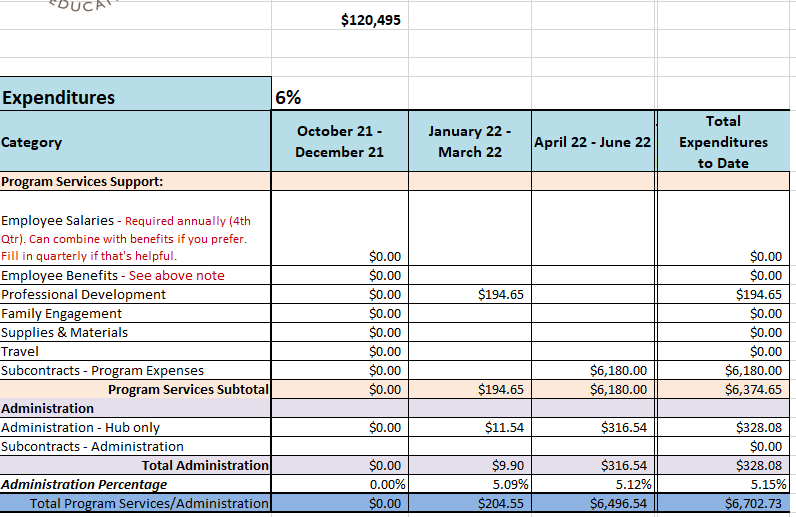 $120,495
Expenditures 6%
Category October 21 - December 21 January 22 - March 22 April 22 - June 22 Total Expenditures to Date
Program Services Support:
Employee Salaries - Required annually (4th
Qtr). Can combine with benefits if you prefer.
Fill in quarterly if that's helpful. $0.00 $0.00
Employee Benefits - See above note $0.00 $0.00
Professional Development $0.00 $194.65 $194.65
Family Engagement $0.00 $0.00
Supplies & Materials $0.00 $0.00
Travel $0.00 $0.00
Subcontracts - Program Expenses $0.00 $6,180.00 $6,180.00
Program Services Subtotal $0.00 $194.65 $6,180.00 $6,374.65
Administration
Administration - Hub only $0.00 $11.54 $316.54 $328.08
Subcontracts - Administration $0.00
Total Administration $0.00 $9.90 $316.54 $328.08
Administration Percentage 0.00% 5.09% 5.12% 5.15%
Total Program Services/Administration $0.00 $204.55 $6,496.54 $6,702.73